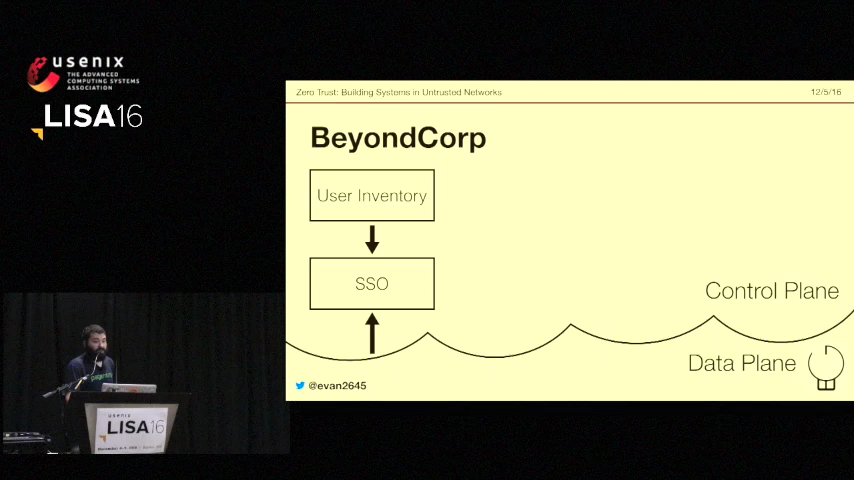 usenix
THE ADVANCED
COMPUTING SYSTEMS
ASSOCIATION
LISA16
Zero Trust: Building Systems in Untrusted Networks
12/5/16
BeyondCorp
User Inventory
SSO
Control Plane
Data Plane
@evan2645
usenix
LISA16